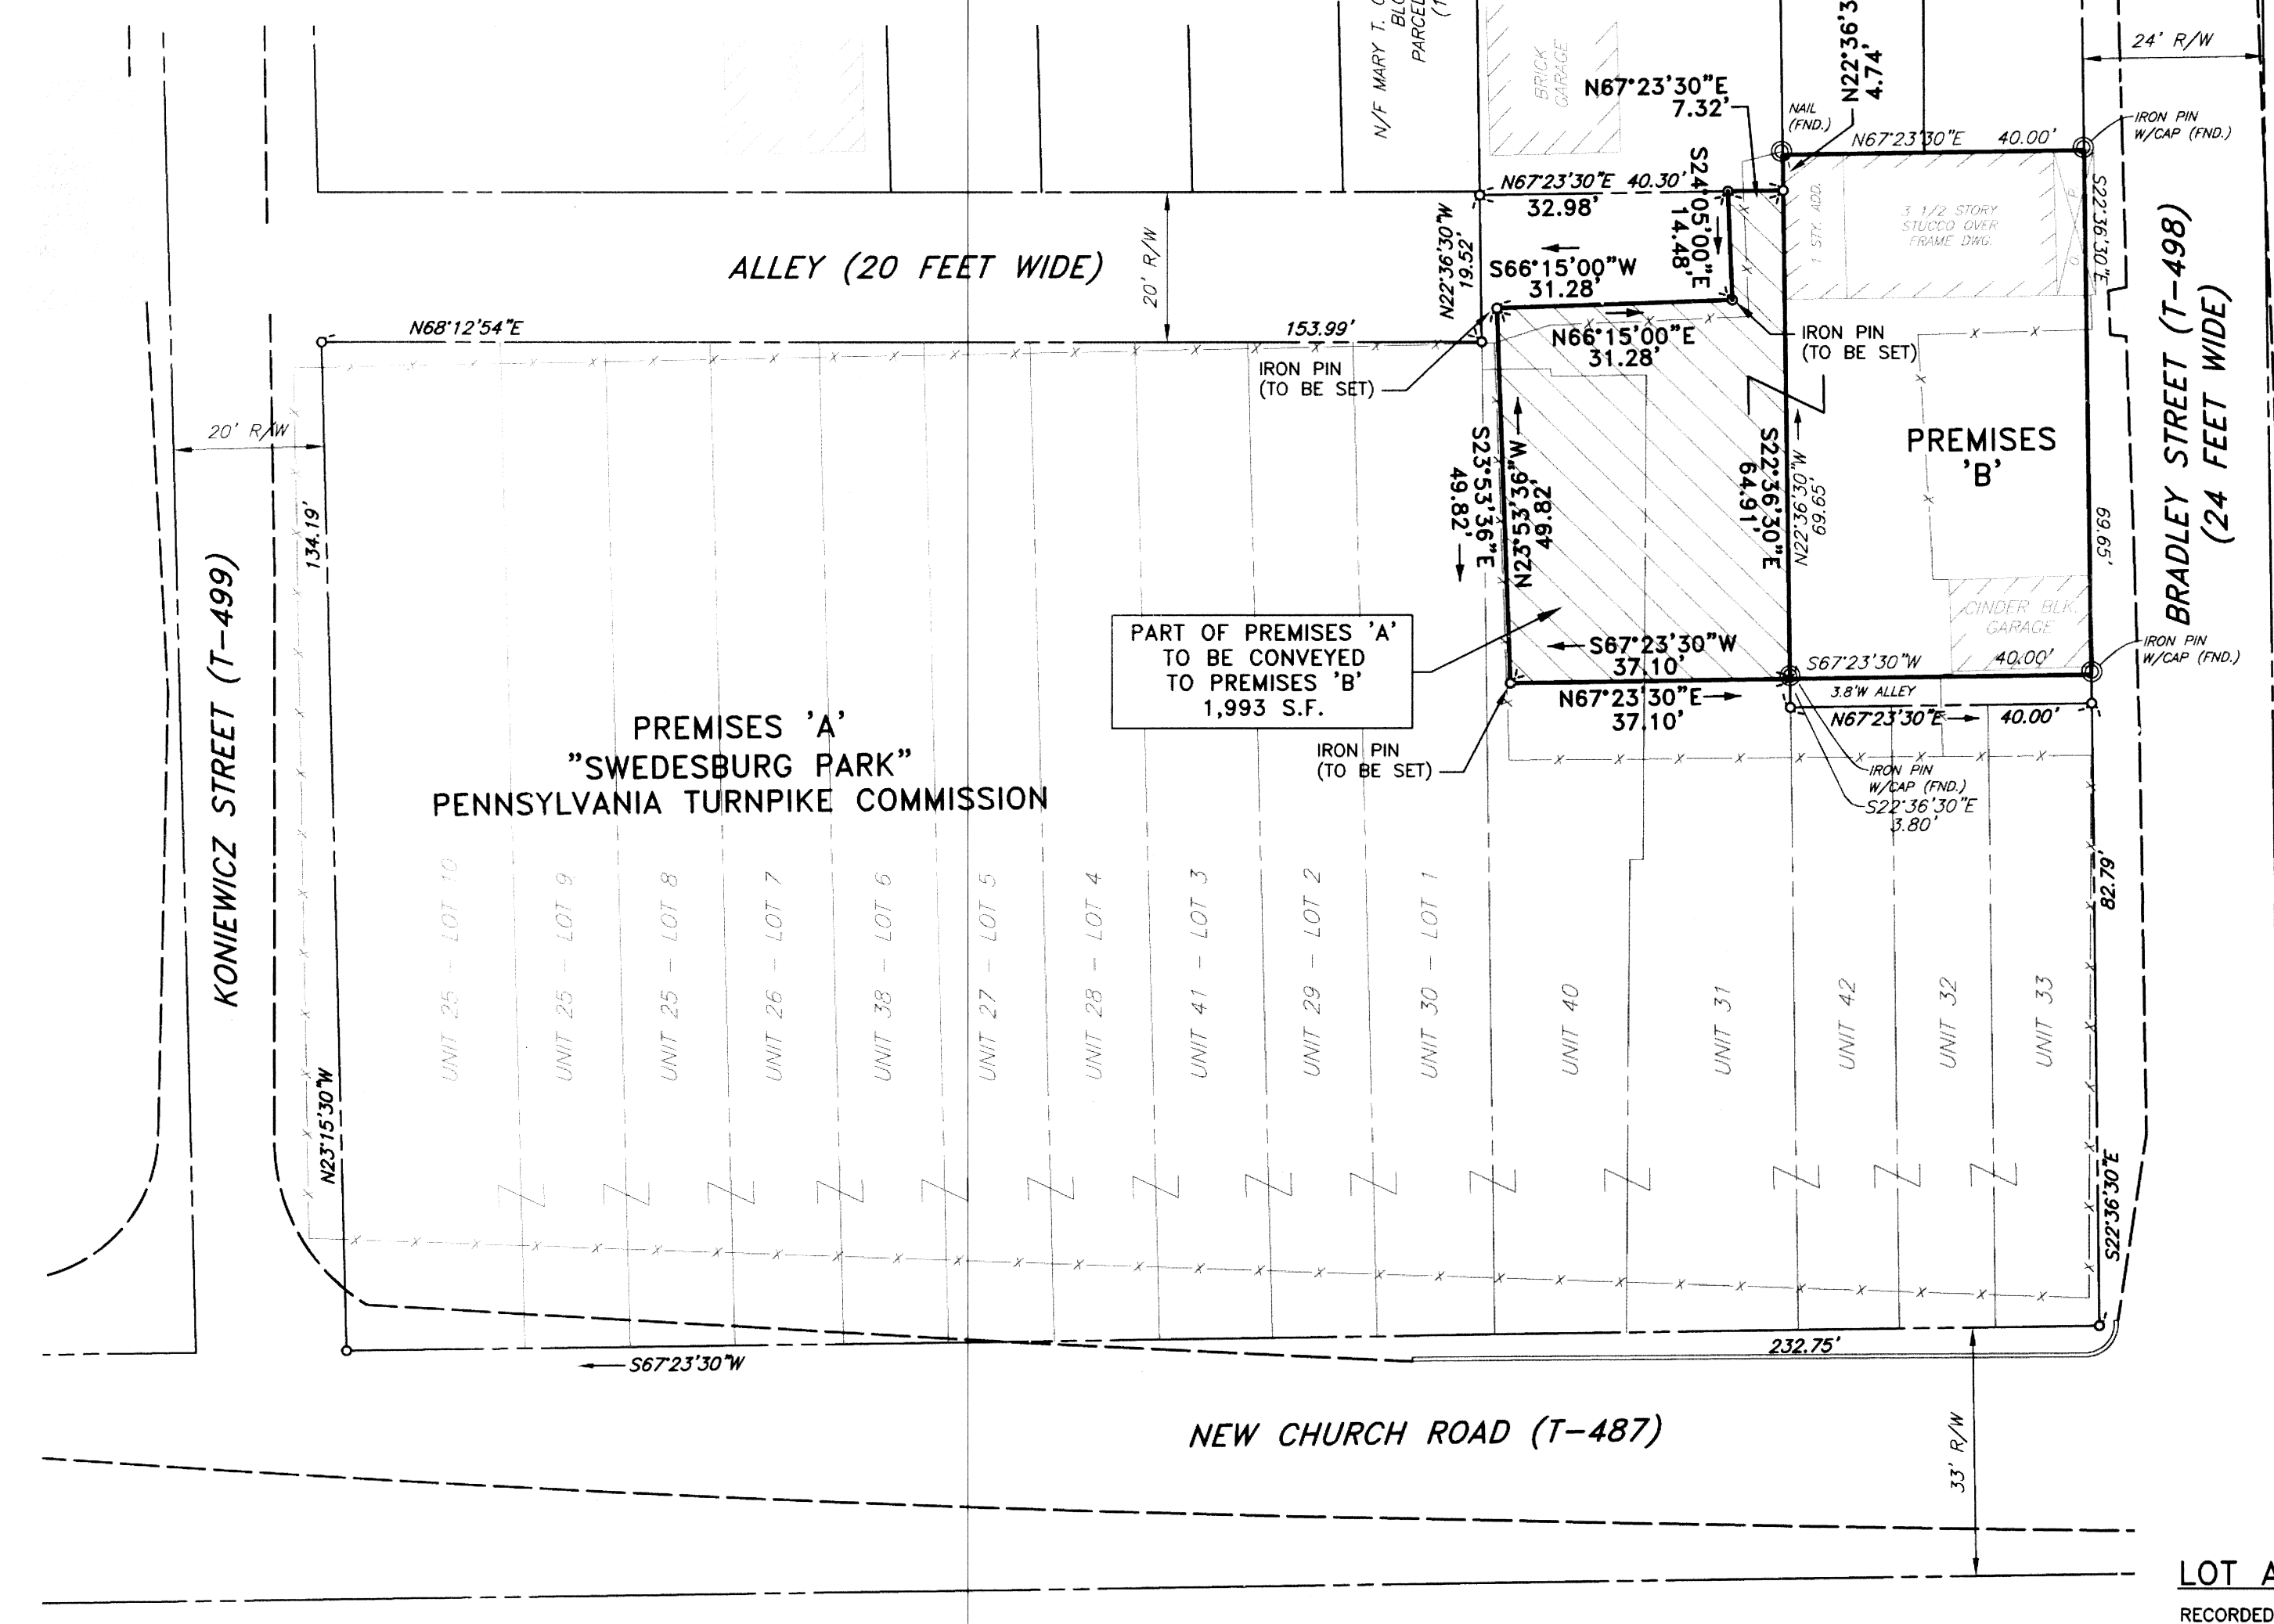 24' R/W
N/F MARY T.
PARCEL
BRICK
GARAGE
N67°23'30"E
7.32'
N22°36'3
4.74'
NAIL
(FND.)
IRON PIN
W/CAP (FND.)
N67°23'30"E 40.00'
N67°23'30"E 40.30'
32.98'
S24°05'00"E
14.48'
1 STY. ADD.
3 1/2 STORY
STUCCO OVER
FRAME DWG.
O. P.
S22°36'30"E
69.65'
ALLEY (20 FEET WIDE)
20' R/W
N22°36'30"W
19.52'
S66°15'00"W
31.28'
N66°15'00"E
31.28'
IRON PIN
(TO BE SET)
N68°12'54"E
153.99'
IRON PIN
(TO BE SET)
BRADLEY STREET (T-498)
(24 FEET WIDE)
20' R/W
134.19'
N23°15'30"W
KONIEWICZ STREET (T-499)
S23°53'36"E
49.82'
N23°53'36"W
49.82'
S22°36'30"E
64.91'
N22°36'30"W
69.65'
PREMISES
'B'
CINDER BLK.
GARAGE
PART OF PREMISES 'A'
TO BE CONVEYED
TO PREMISES 'B'
1,993 S.F.
S67°23'30"W
37.10'
N67°23'30"E
37.10'
S67°23'30"W 40.00'
3.8'W ALLEY
N67°23'30"E 40.00'
IRON PIN
W/CAP (FND.)
IRON PIN
(TO BE SET)
IRON PIN
W/CAP (FND.)
S22°36'30"E
3.80'
PREMISES 'A'
"SWEDESBURG PARK"
PENNSYLVANIA TURNPIKE COMMISSION
UNIT 25 - LOT 10
UNIT 25 - LOT 9
UNIT 25 - LOT 8
UNIT 26 - LOT 7
UNIT 38 - LOT 6
UNIT 27 - LOT 5
UNIT 28 - LOT 4
UNIT 41 - LOT 3
UNIT 29 - LOT 2
UNIT 30 - LOT 1
UNIT 40
UNIT 31
UNIT 42
UNIT 32
UNIT 33
82.79'
S22°36'30"E
S67°23'30"W
232.75'
NEW CHURCH ROAD (T-487)
33' R/W
LOT A
RECORDED